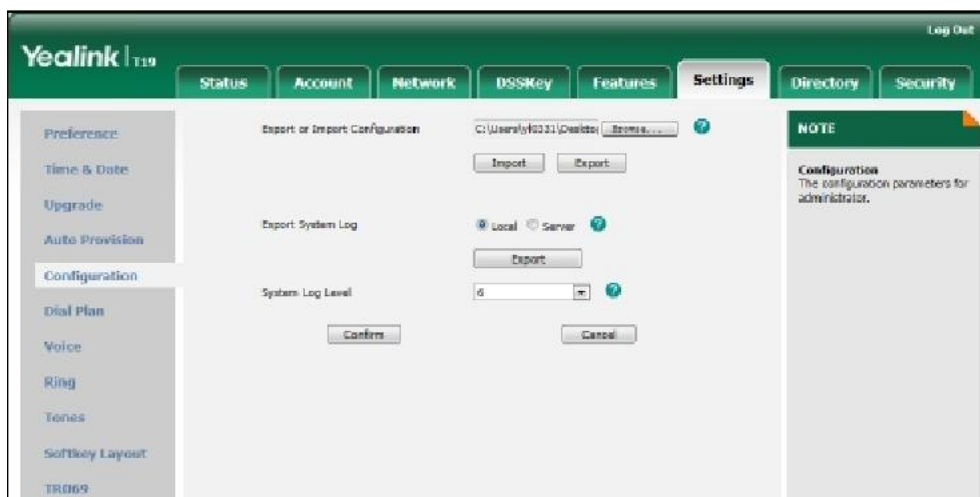 Log Out
Yealink | T19
Status Account Network DSSKey Features Settings Directory Security
Preference
Time & Date
Upgrade
Auto Provision
Configuration
Dial Plan
Voice
Ring
Tones
Softkey Layout
TR069
Export or Import Configuration
Browse...
Import Export
Export System Log
Local Server
Export
System Log Level
6
Confirm Cancel
NOTE
Configuration
The configuration parameters for
administrator.